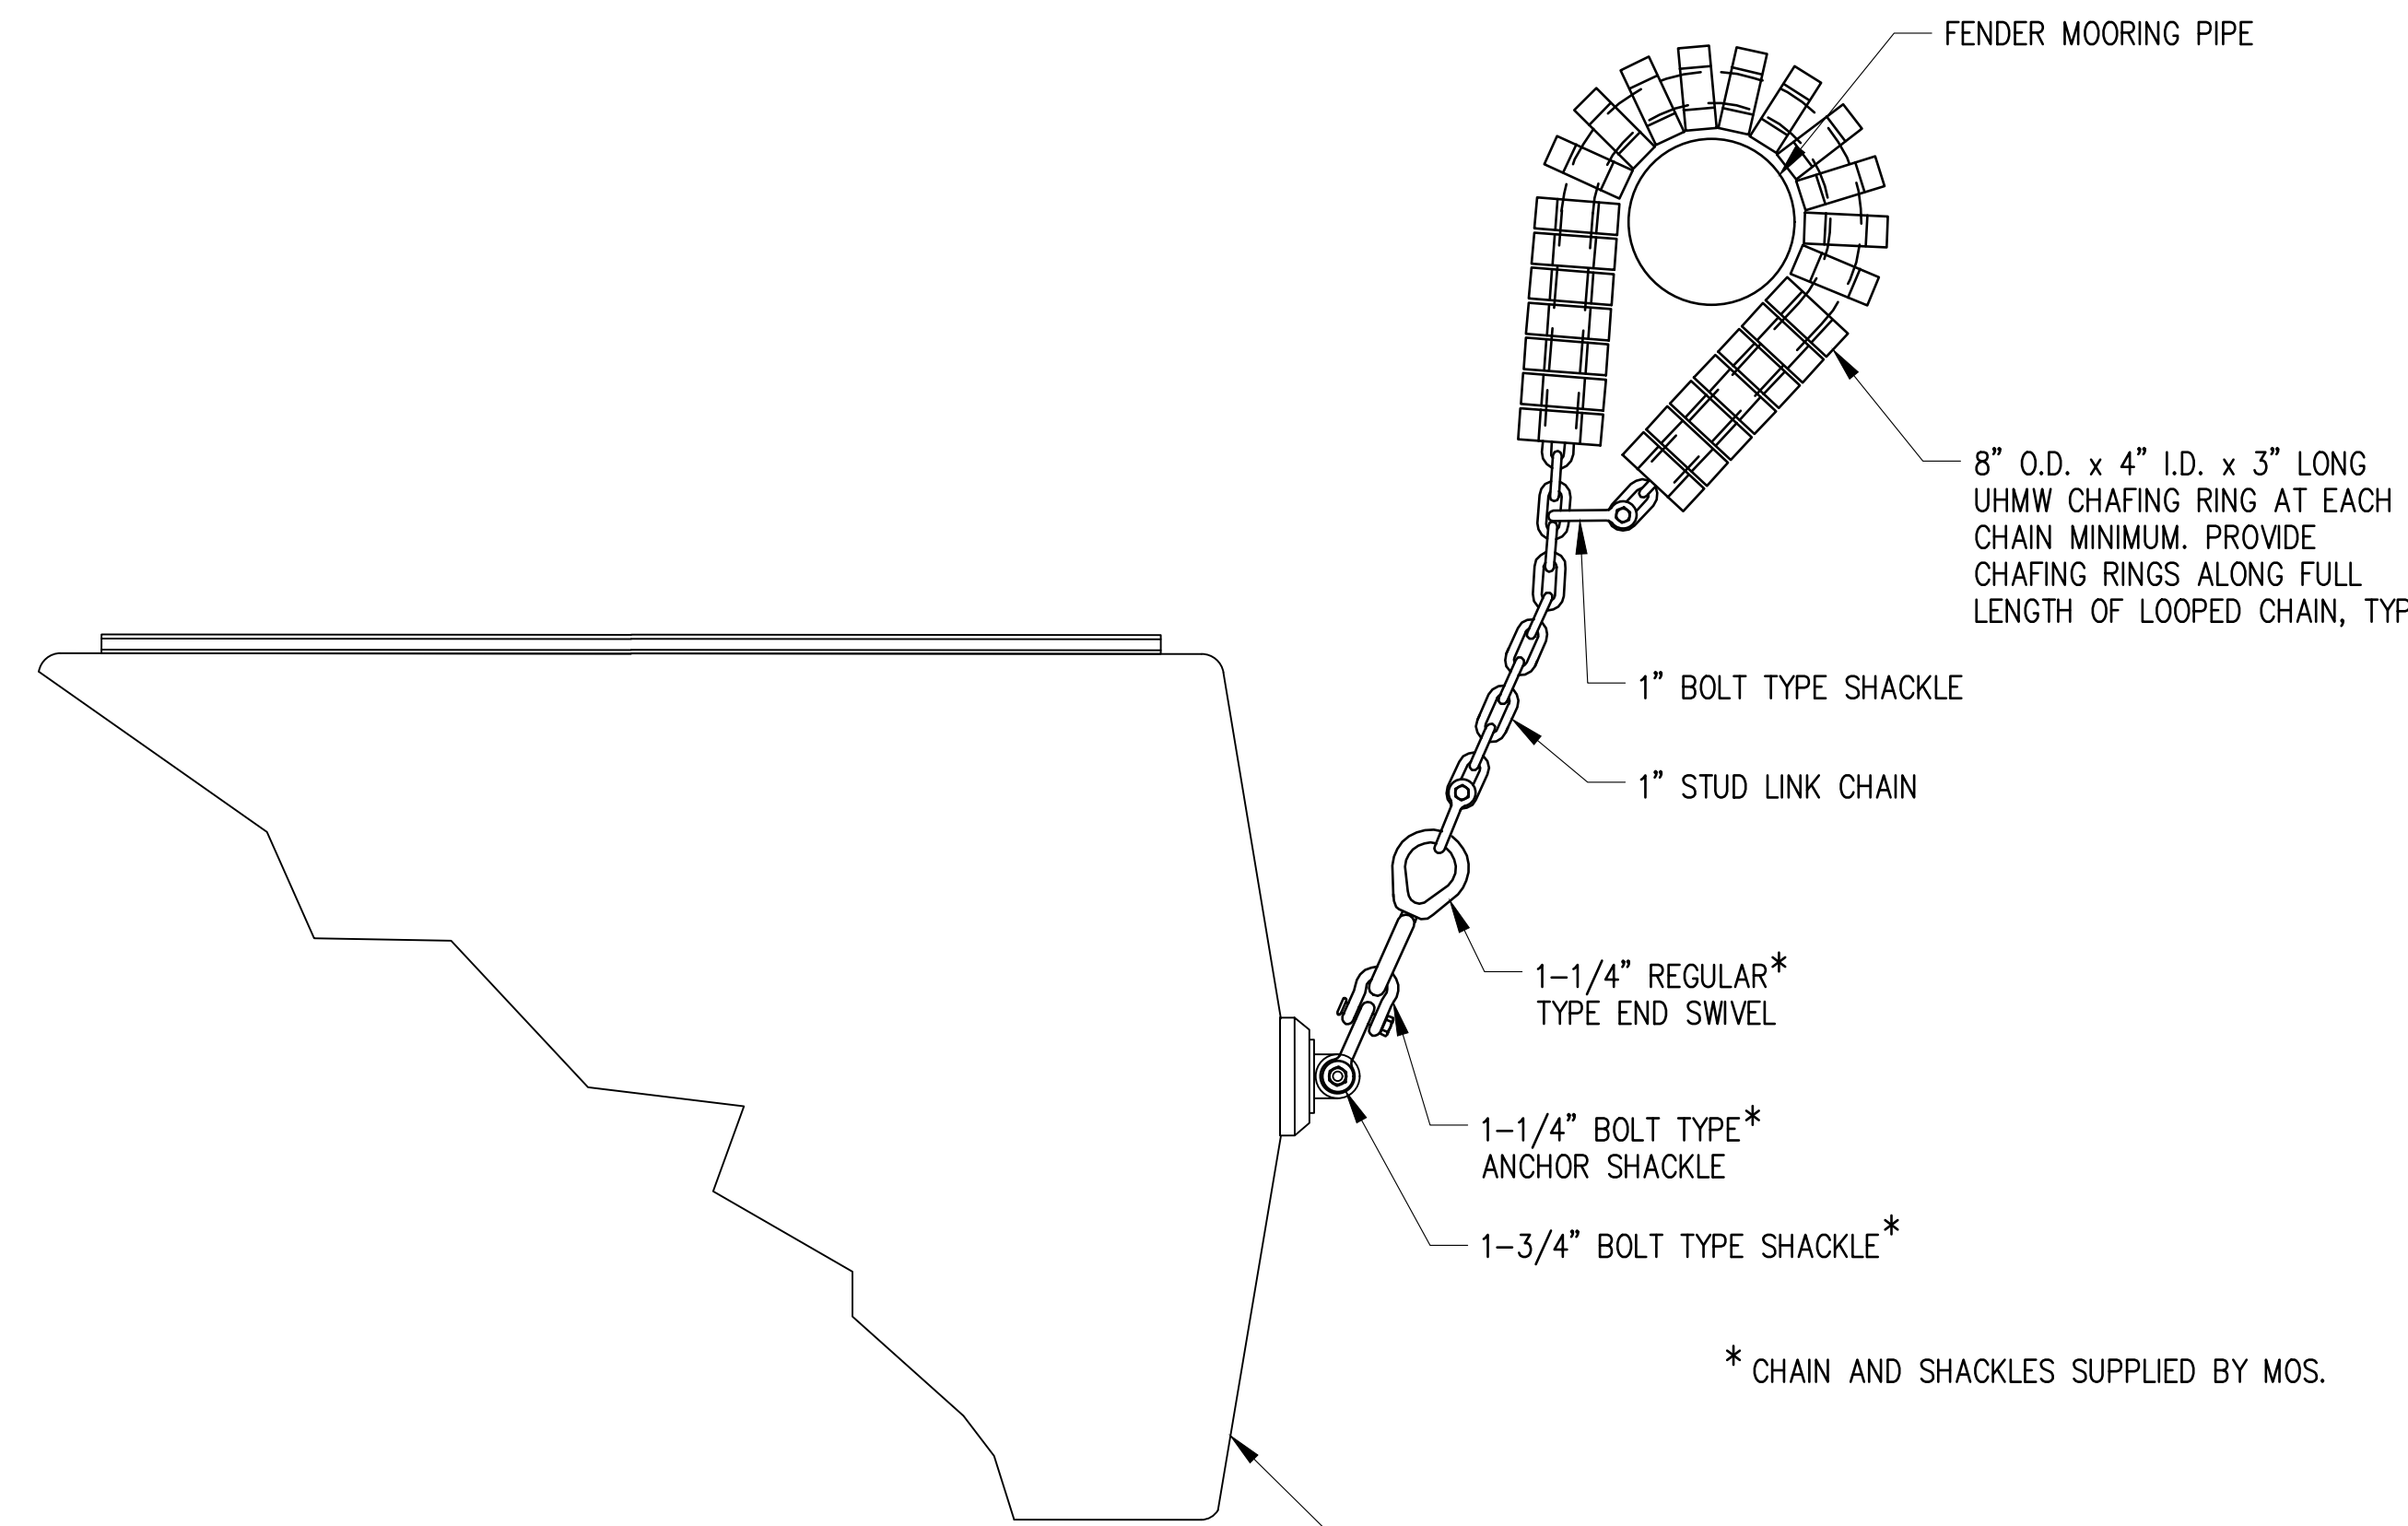 FENDER MOORING PIPE
8" O.D. x 4" I.D. x 3" LONG
UHMW CHAFING RING AT EACH
CHAIN MINIMUM. PROVIDE
CHAFING RINGS ALONG FULL
LENGTH OF LOOPED CHAIN, TYP
1" BOLT TYPE SHACKLE
1" STUD LINK CHAIN
1-1/4" REGULAR*
TYPE END SWIVEL
1-1/4" BOLT TYPE*
ANCHOR SHACKLE
1-3/4" BOLT TYPE SHACKLE*
* CHAIN AND SHACKLES SUPPLIED BY MOS.